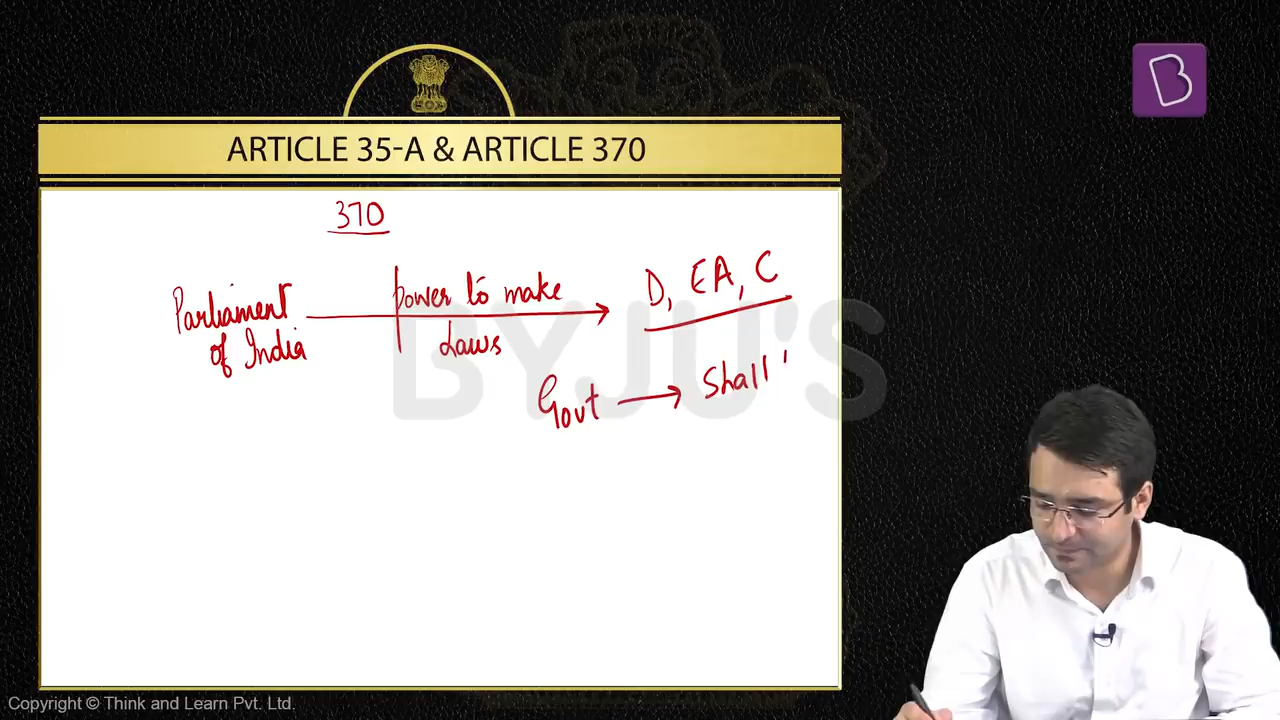 ARTICLE 35-A & ARTICLE 370
370
Parliament of India
power to make
Laws
D, EA, C
Govt → Shall
BYJU'S
B
Copyright © Think and Learn Pvt. Ltd.